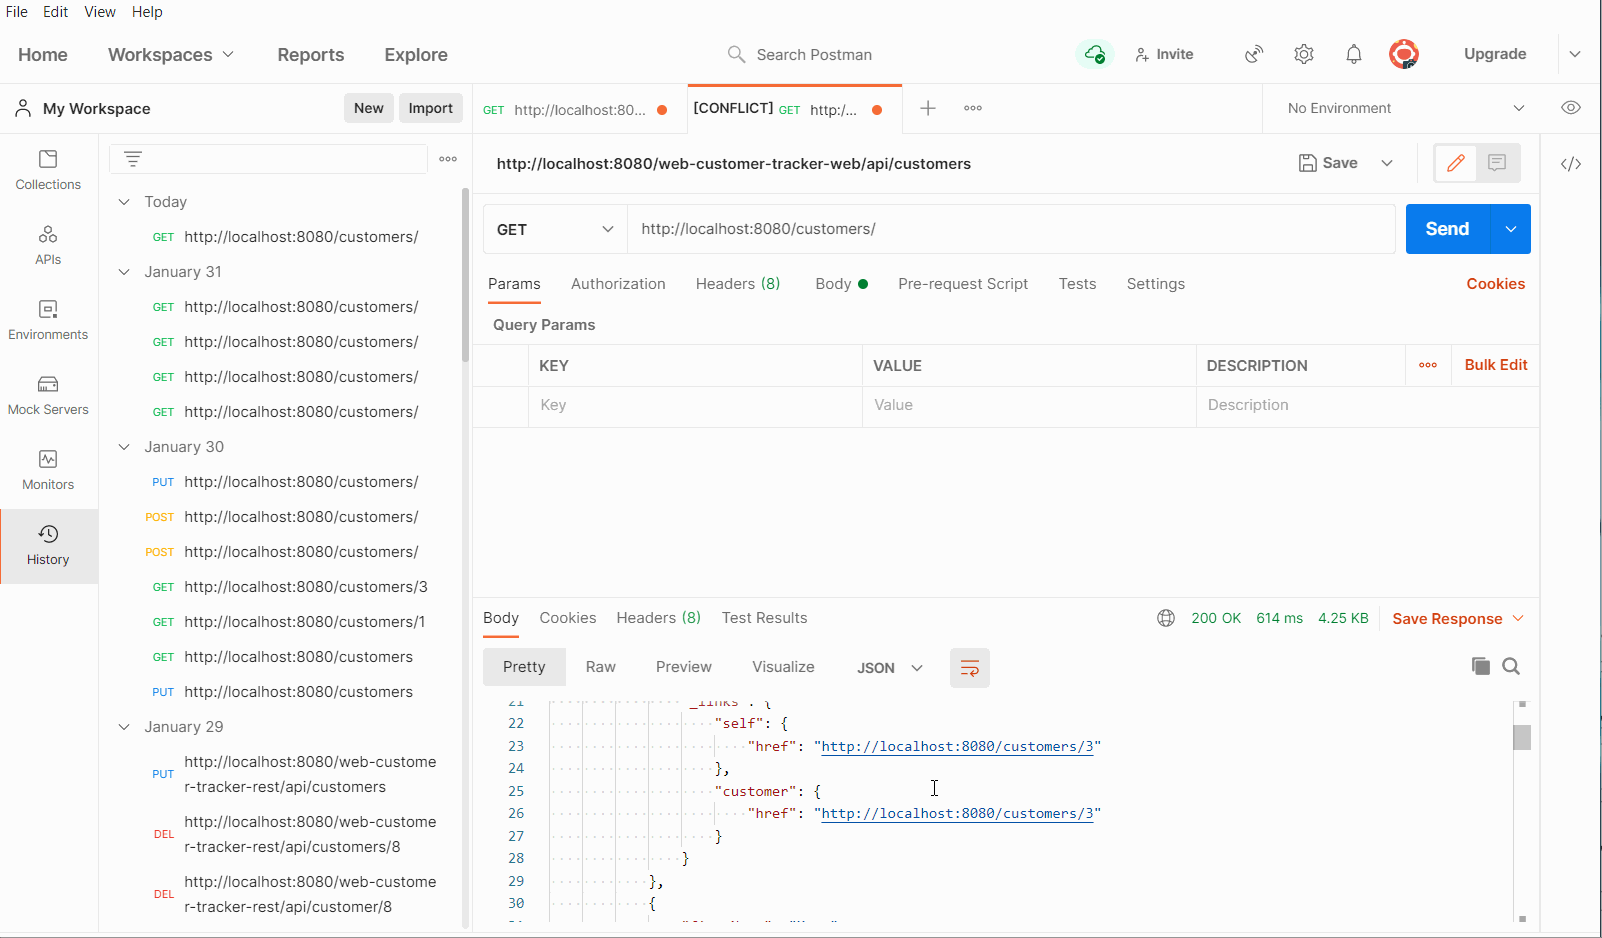 File Edit View Help
Home Workspaces Reports Explore Search Postman Invite Upgrade
My Workspace New Import GET http://localhost:80... [CONFLICT] GET http:/... No Environment
http://localhost:8080/web-customer-tracker-web/api/customers Save
Collections
APIs
Environments
Mock Servers
Monitors
History
Today
GET http://localhost:8080/customers/
January 31
GET http://localhost:8080/customers/
GET http://localhost:8080/customers/
GET http://localhost:8080/customers/
GET http://localhost:8080/customers/
January 30
PUT http://localhost:8080/customers/
POST http://localhost:8080/customers/
POST http://localhost:8080/customers/
GET http://localhost:8080/customers/3
GET http://localhost:8080/customers/1
GET http://localhost:8080/customers
PUT http://localhost:8080/customers
January 29
PUT http://localhost:8080/web-custome
r-tracker-rest/api/customers
DEL http://localhost:8080/web-custome
r-tracker-rest/api/customers/8
DEL http://localhost:8080/web-custome
r-tracker-rest/api/customer/8
GET http://localhost:8080/customers/ Send
Params Authorization Headers (8) Body Pre-request Script Tests Settings Cookies
Query Params
KEY VALUE DESCRIPTION Bulk Edit
Key Value Description
Body Cookies Headers (8) Test Results 200 OK 614 ms 4.25 KB Save Response
Pretty Raw Preview Visualize JSON
21 _links": {
22 "self": {
23 "href": "http://localhost:8080/customers/3"
24 },
25 "customer": {
26 "href": "http://localhost:8080/customers/3"
27 }
28 }
29 },
30 {